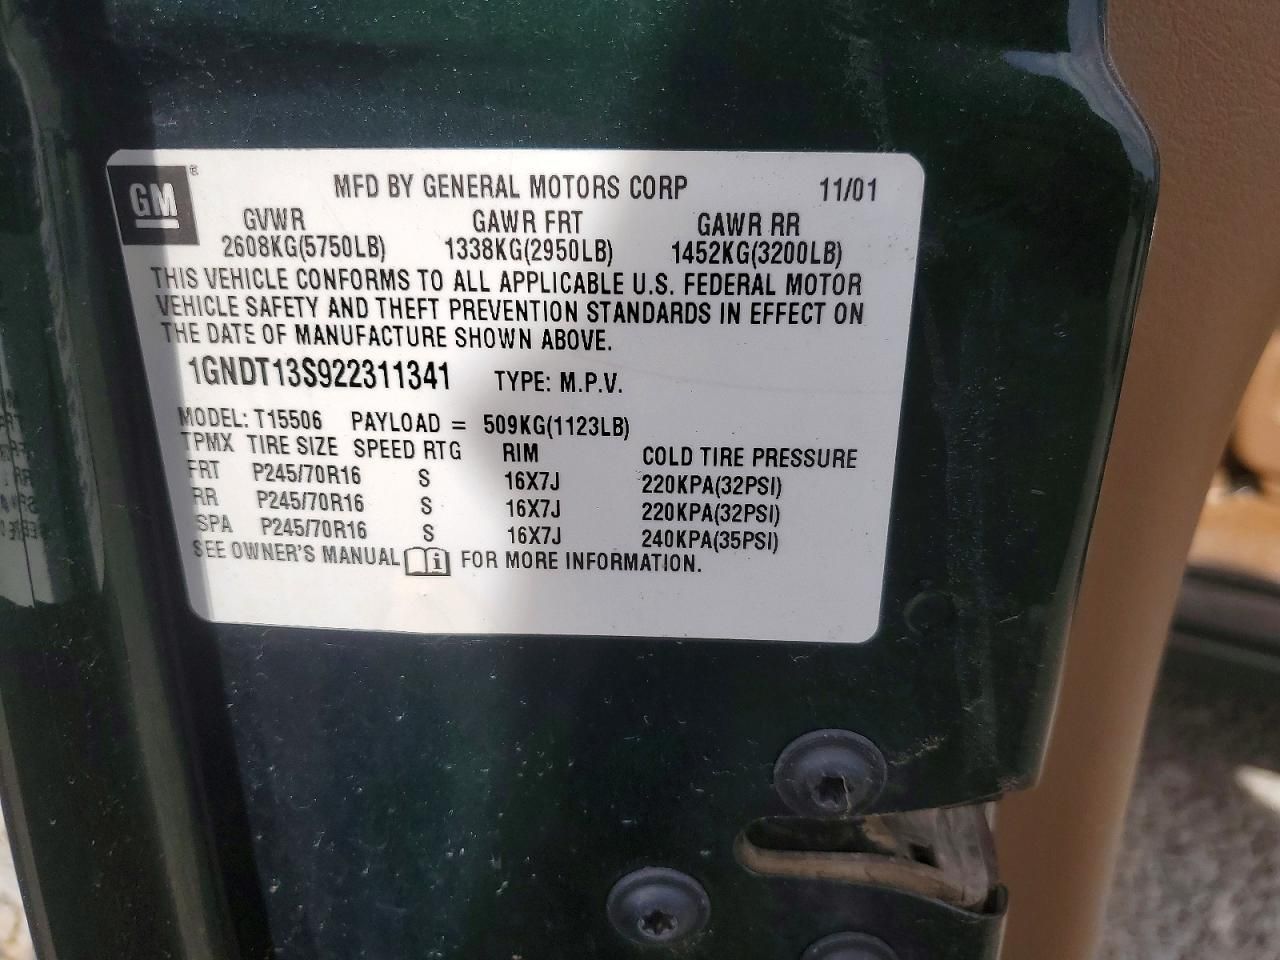 GM®
MFD BY GENERAL MOTORS CORP 11/01
GVWR GAWR FRT GAWR RR
2608KG(5750LB) 1338KG(2950LB) 1452KG(3200LB)
THIS VEHICLE CONFORMS TO ALL APPLICABLE U.S. FEDERAL MOTOR
VEHICLE SAFETY AND THEFT PREVENTION STANDARDS IN EFFECT ON
THE DATE OF MANUFACTURE SHOWN ABOVE.
1GNDT13S922311341 TYPE: M.P.V.
MODEL: T15506 PAYLOAD = 509KG(1123LB)
TPMX TIRE SIZE SPEED RTG RIM COLD TIRE PRESSURE
FRT P245/70R16 S 16X7J 220KPA(32PSI)
RR P245/70R16 S 16X7J 220KPA(32PSI)
SPA P245/70R16 S 16X7J 240KPA(35PSI)
SEE OWNER'S MANUAL i FOR MORE INFORMATION.